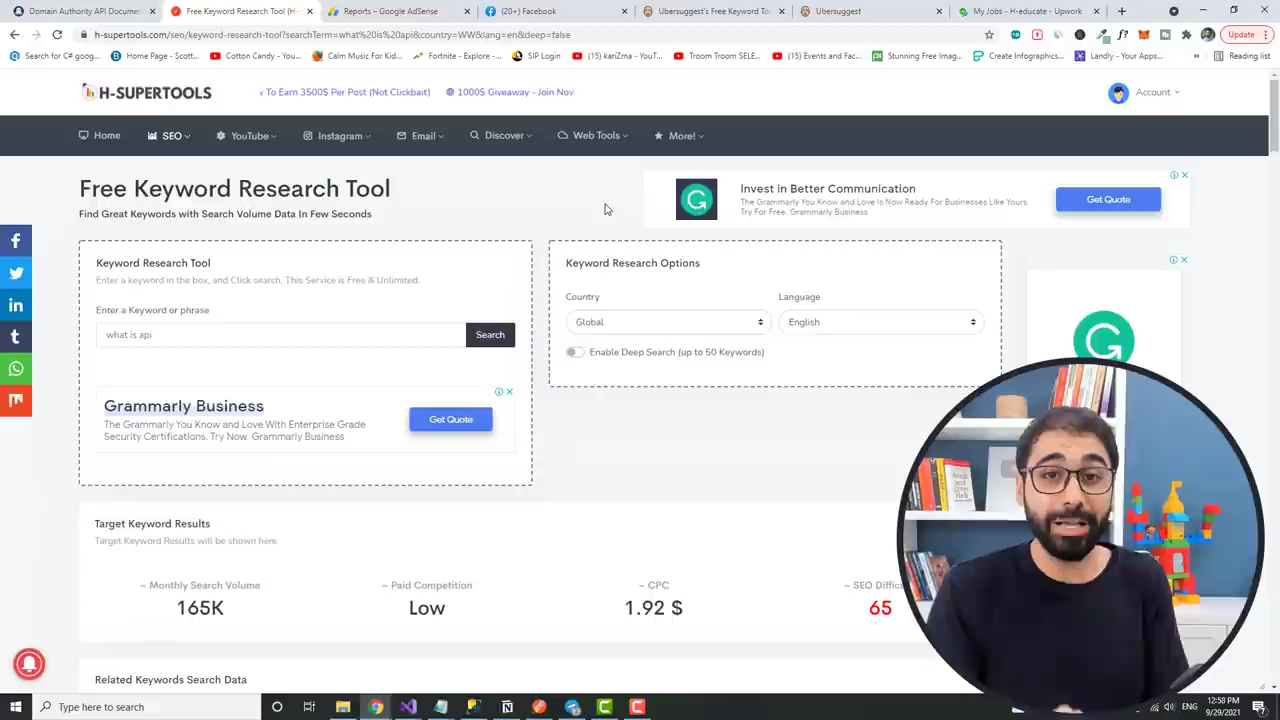 Domain Authority API Documen
Free Keyword Research Tool (H-
Reports – Google AdSense
(20+) Facebook
Ubersuggest's Free Keyword To
Ubersuggest
My Jobs - H-educate - Upwork
h-supertools.com/seo/keyword-research-tool?searchTerm=what%20is%20api&country=WW&lang=en&deep=false
Update
Search for C# goog...
Home Page - Scott...
Cotton Candy – You...
Calm Music For Kid...
Fortnite - Explore -...
SIP Login
(15) kariZma - YouT...
Troom Troom SELE...
(15) Events and Fac...
Stunning Free Imag...
Create Infographics...
Landly - Your Apps...
Reading list
H-SUPERTOOLS
To Earn 3500$ Per Post (Not Clickbait)
1000$ Giveaway - Join Nov
Account
Home
SEO
YouTube
Instagram
Email
Discover
Web Tools
More!
Free Keyword Research Tool
Find Great Keywords with Search Volume Data In Few Seconds
Invest in Better Communication
The Grammarly You Know and Love Is Now Ready For Businesses Like Yours.
Try For Free. Grammarly Business
Get Quote
Keyword Research Tool
Enter a keyword in the box, and Click search, This Service is Free & Unlimited.
Enter a Keyword or phrase
what is api
Search
Keyword Research Options
Country
Language
Global
English
Enable Deep Search (up to 50 Keywords)
Grammarly Business
The Grammarly You Know and Love With Enterprise Grade
Security Certifications. Try Now. Grammarly Business
Get Quote
Target Keyword Results
Target Keyword Results will be shown here
~ Monthly Search Volume
~ Paid Competition
~ CPC
~ SEO Diffic
165K
Low
1.92 $
65
Related Keywords Search Data
Type here to search
ENG
12:58 PM
9/29/2021